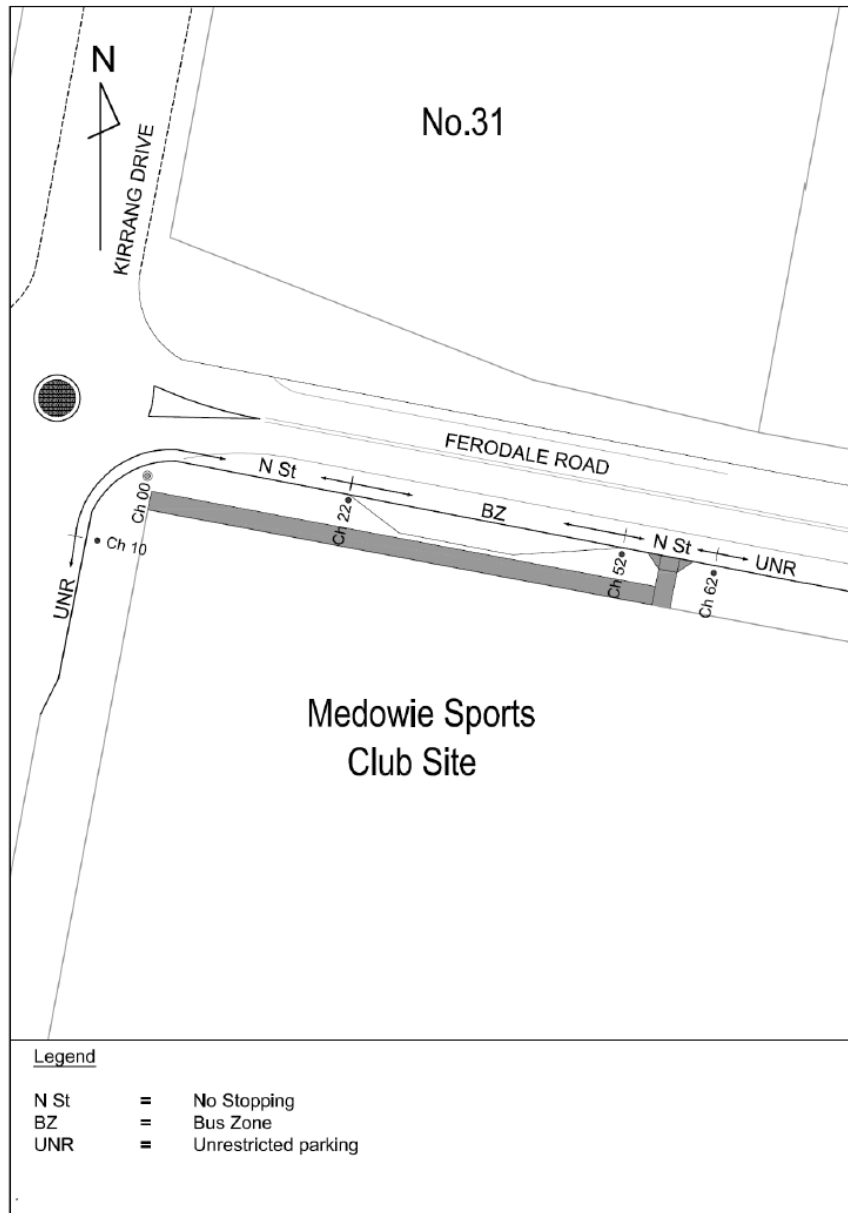 N
No.31
KIRRANG DRIVE
FERODALE ROAD
N St
BZ
N St
UNR
Ch 00
Ch 22
Ch 52
Ch 62
Ch 10
UNR
Medowie Sports
Club Site
Legend
N St = No Stopping
BZ = Bus Zone
UNR = Unrestricted parking